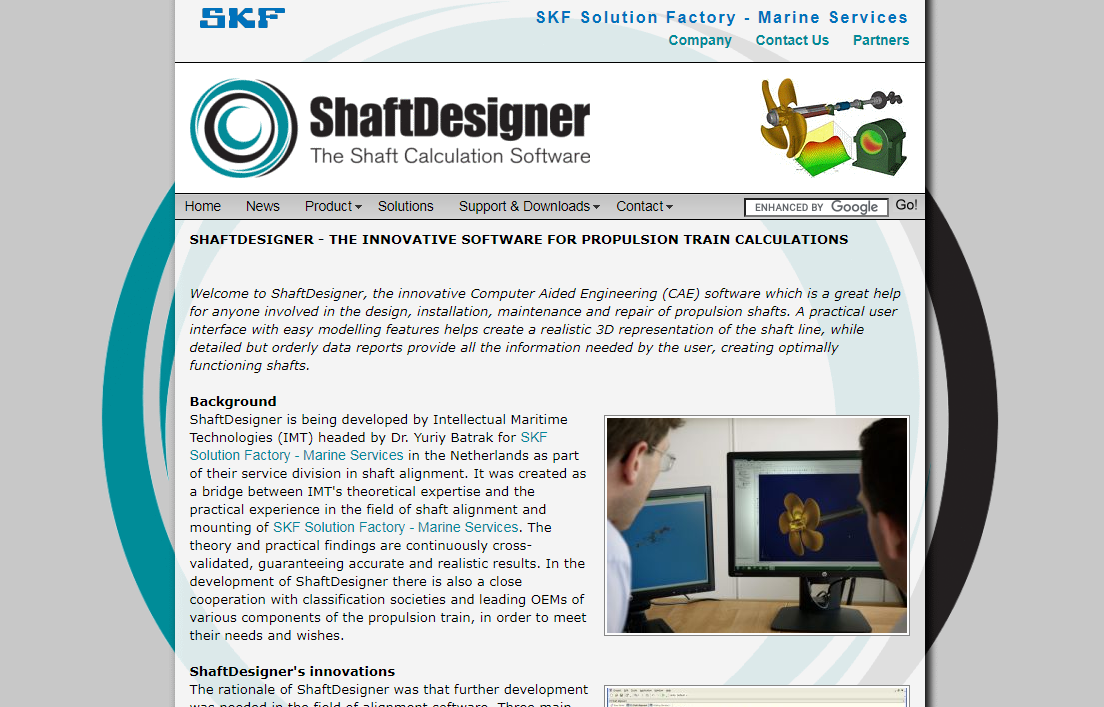 SKF
SKF Solution Factory - Marine Services
Company Contact Us Partners
ShaftDesigner
The Shaft Calculation Software
Home News Product Solutions Support & Downloads Contact ENHANCED BY Google Go!
SHAFTDESIGNER - THE INNOVATIVE SOFTWARE FOR PROPULSION TRAIN CALCULATIONS
Welcome to ShaftDesigner, the innovative Computer Aided Engineering (CAE) software which is a great help
for anyone involved in the design, installation, maintenance and repair of propulsion shafts. A practical user
interface with easy modelling features helps create a realistic 3D representation of the shaft line, while
detailed but orderly data reports provide all the information needed by the user, creating optimally
functioning shafts.
Background
ShaftDesigner is being developed by Intellectual Maritime
Technologies (IMT) headed by Dr. Yuriy Batrak for SKF
Solution Factory - Marine Services in the Netherlands as part
of their service division in shaft alignment. It was created as
a bridge between IMT's theoretical expertise and the
practical experience in the field of shaft alignment and
mounting of SKF Solution Factory - Marine Services. The
theory and practical findings are continuously cross-
validated, guaranteeing accurate and realistic results. In the
development of ShaftDesigner there is also a close
cooperation with classification societies and leading OEMs of
various components of the propulsion train, in order to meet
their needs and wishes.
ShaftDesigner's innovations
The rationale of ShaftDesigner was that further development
was needed in the field of alignment software. Three main